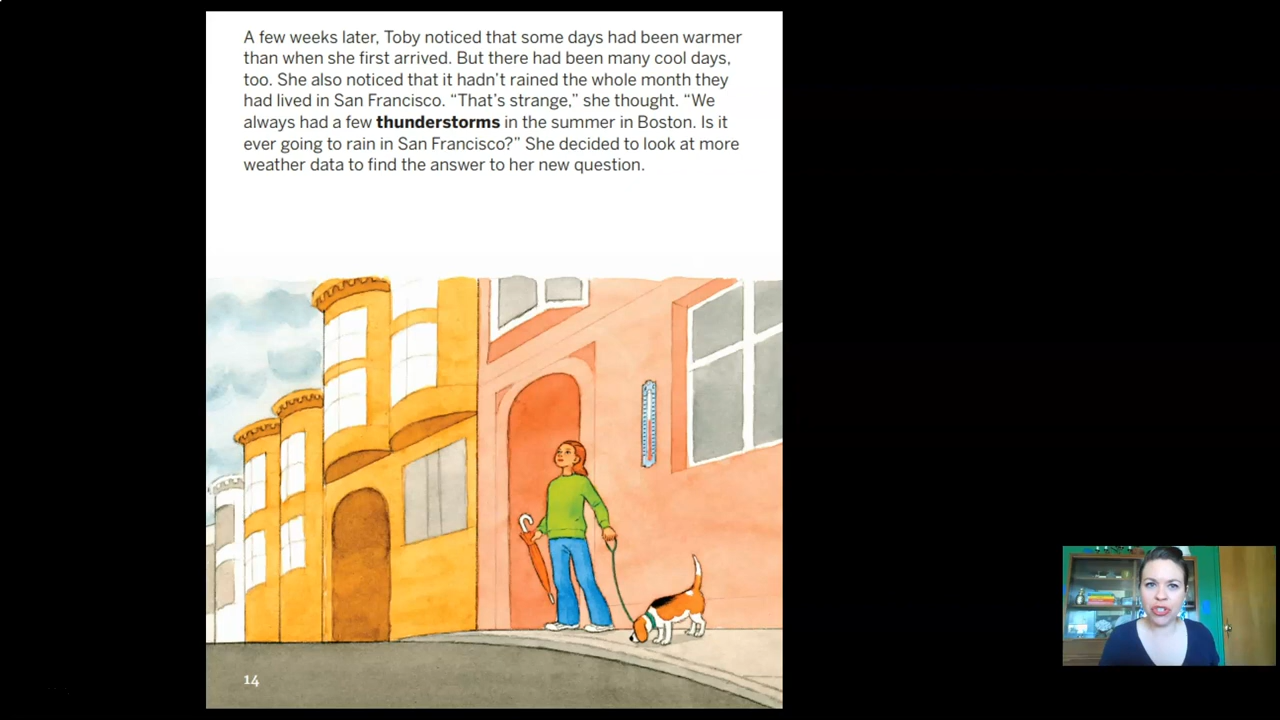 A few weeks later, Toby noticed that some days had been warmer
than when she first arrived. But there had been many cool days,
too. She also noticed that it hadn’t rained the whole month they
had lived in San Francisco. “That’s strange,” she thought. “We
always had a few thunderstorms in the summer in Boston. Is it
ever going to rain in San Francisco?” She decided to look at more
weather data to find the answer to her new question.
14